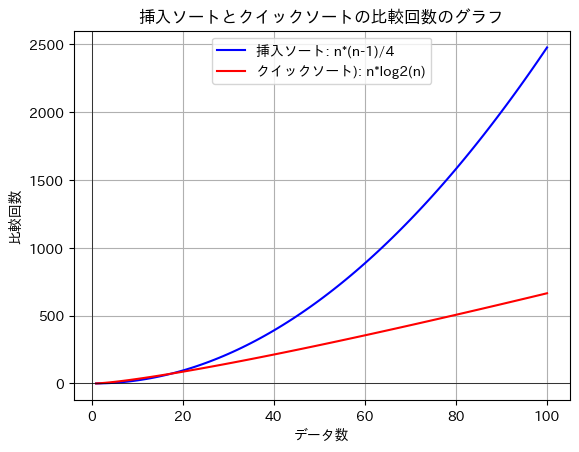 挿入ソートとクイックソートの比較回数のグラフ
挿入ソート: n*(n-1)/4
クイックソート): n*log2(n)
2500
2000
1500
1000
500
0
比較回数
0 20 40 60 80 100
データ数